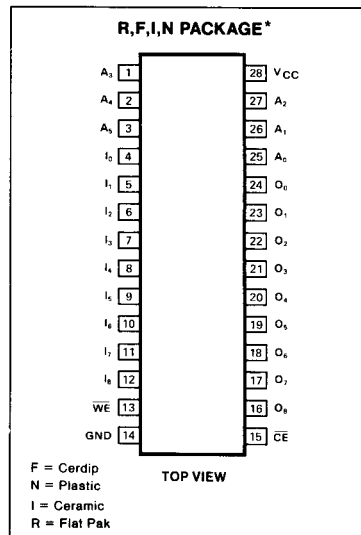 R,F,I,N PACKAGE*
A₃ 1 28 VCC
A₄ 2 27 A₂
A₅ 3 26 A₁
I₀ 4 25 A₀
I₁ 5 24 O₀
I₂ 6 23 O₁
I₃ 7 22 O₂
I₄ 8 21 O₃
I₅ 9 20 O₄
I₆ 10 19 O₅
I₇ 11 18 O₆
I₈ 12 17 O₇
W̅E̅ 13 16 O₈
GND 14 15 C̅E̅
TOP VIEW
F = Cerdip
N = Plastic
I = Ceramic
R = Flat Pak